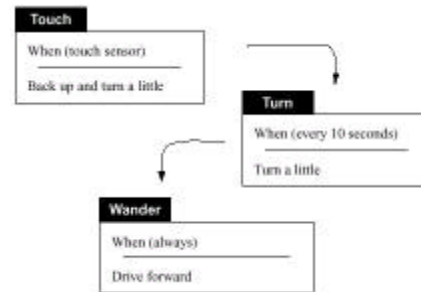 Touch
When (touch sensor)
Back up and turn a little
Turn
When (every 10 seconds)
Turn a little
Wander
When (always)
Drive forward